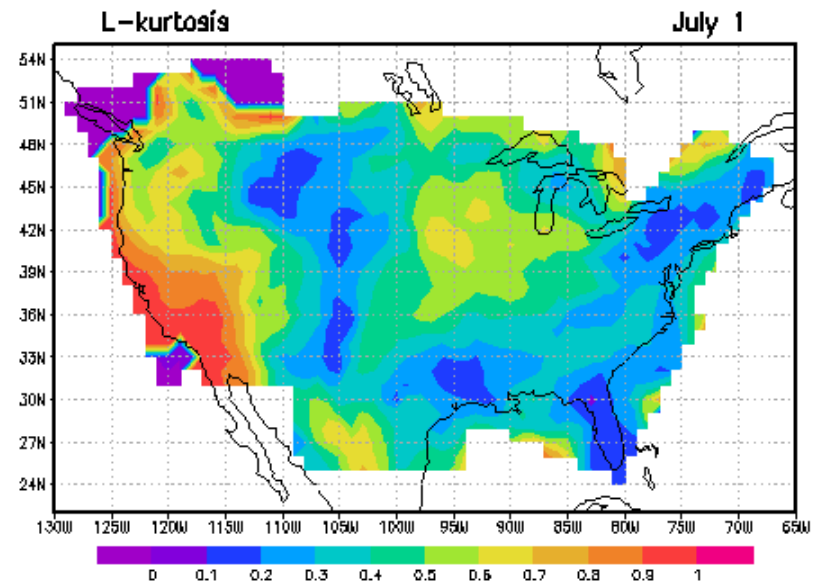 L-kurtosis July 1
54N
51N
48N
45N
42N
39N
36N
33N
30N
27N
24N
130W 125W 120W 115W 110W 105W 100W 95W 90W 85W 80W 75W 70W 65W
0 0.1 0.2 0.3 0.4 0.5 0.6 0.7 0.8 0.9 1